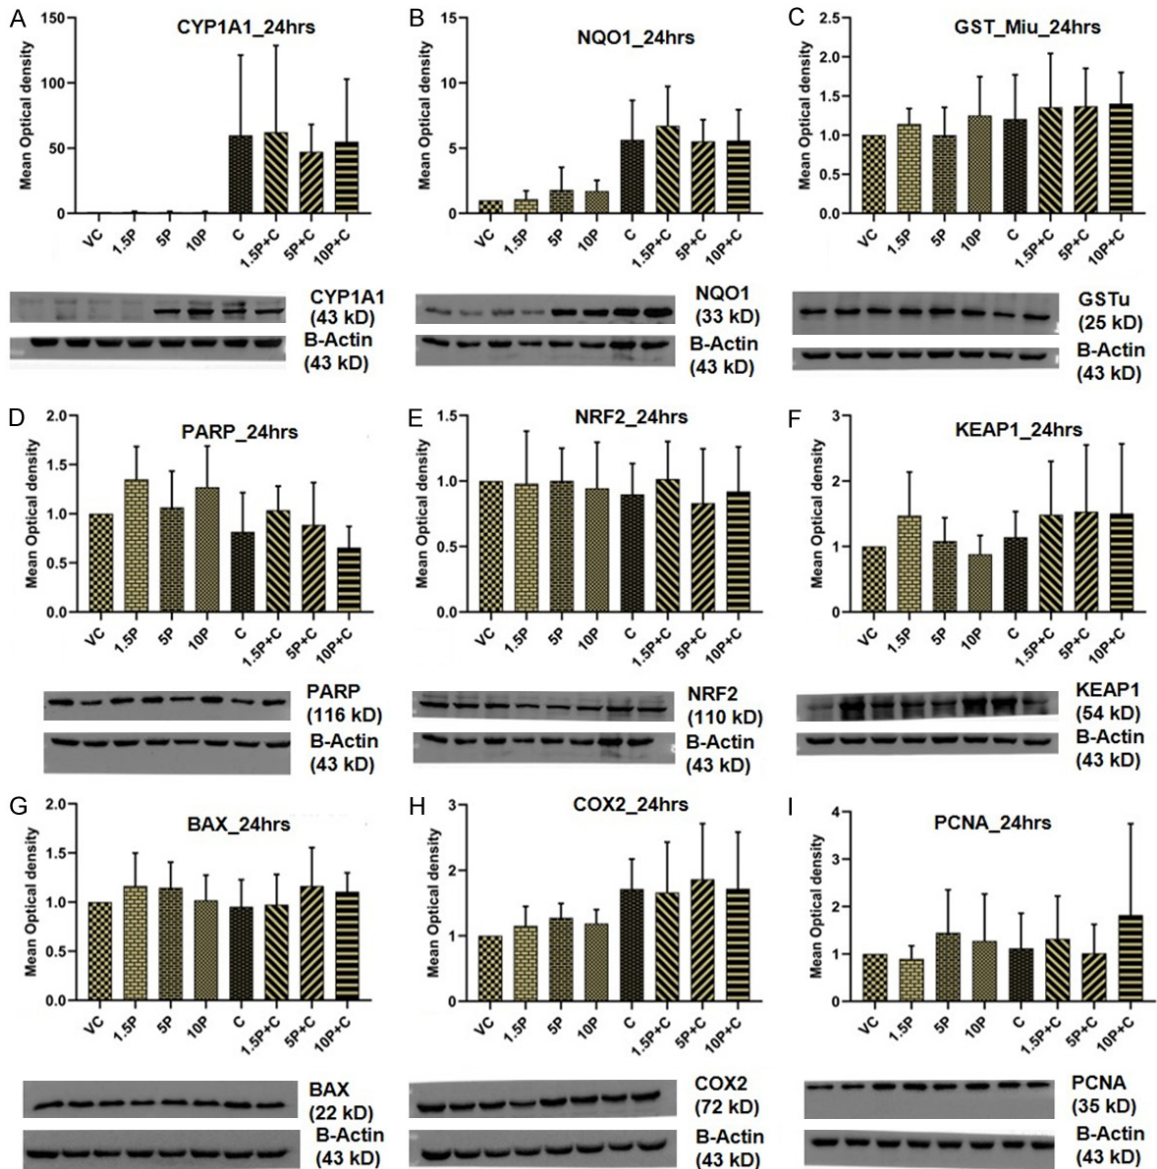 A
CYP1A1_24hrs
Mean Optical density
150
100
50
0
VC 1.5P 5P 10P C 1.5P+C 5P+C 10P+C
CYP1A1
(43 kD)
B-Actin
(43 kD)
B
NQO1_24hrs
Mean Optical density
15
10
5
0
VC 1.5P 5P 10P C 1.5P+C 5P+C 10P+C
NQO1
(33 kD)
B-Actin
(43 kD)
C
GST_Miu_24hrs
Mean Optical density
2.5
2.0
1.5
1.0
0.5
0.0
VC 1.5P 5P 10P C 1.5P+C 5P+C 10P+C
GSTu
(25 kD)
B-Actin
(43 kD)
D
PARP_24hrs
Mean Optical density
2.0
1.5
1.0
0.5
0.0
VC 1.5P 5P 10P C 1.5P+C 5P+C 10P+C
PARP
(116 kD)
B-Actin
(43 kD)
E
NRF2_24hrs
Mean Optical density
1.5
1.0
0.5
0.0
VC 1.5P 5P 10P C 1.5P+C 5P+C 10P+C
NRF2
(110 kD)
B-Actin
(43 kD)
F
KEAP1_24hrs
Mean Optical density
3
2
1
0
VC 1.5P 5P 10P C 1.5P+C 5P+C 10P+C
KEAP1
(54 kD)
B-Actin
(43 kD)
G
BAX_24hrs
Mean Optical density
2.0
1.5
1.0
0.5
0.0
VC 1.5P 5P 10P C 1.5P+C 5P+C 10P+C
BAX
(22 kD)
B-Actin
(43 kD)
H
COX2_24hrs
Mean Optical density
3
2
1
0
VC 1.5P 5P 10P C 1.5P+C 5P+C 10P+C
COX2
(72 kD)
B-Actin
(43 kD)
I
PCNA_24hrs
Mean Optical density
4
3
2
1
0
VC 1.5P 5P 10P C 1.5P+C 5P+C 10P+C
PCNA
(35 kD)
B-Actin
(43 kD)